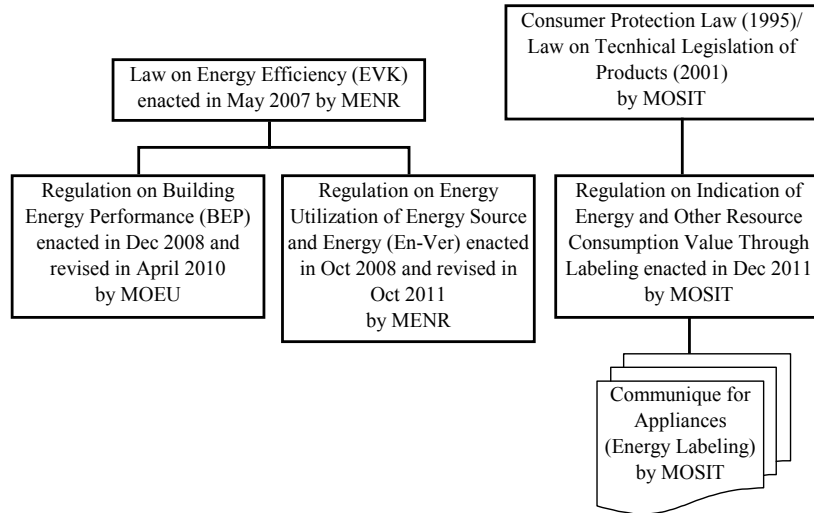 Law on Energy Efficiency (EVK)
enacted in May 2007 by MENR
Consumer Protection Law (1995)/
Law on Tecnhical Legislation of
Products (2001)
by MOSIT
Regulation on Building
Energy Performance (BEP)
enacted in Dec 2008 and
revised in April 2010
by MOEU
Regulation on Energy
Utilization of Energy Source
and Energy (En-Ver) enacted
in Oct 2008 and revised in
Oct 2011
by MENR
Regulation on Indication of
Energy and Other Resource
Consumption Value Through
Labeling enacted in Dec 2011
by MOSIT
Communique for
Appliances
(Energy Labeling)
by MOSIT